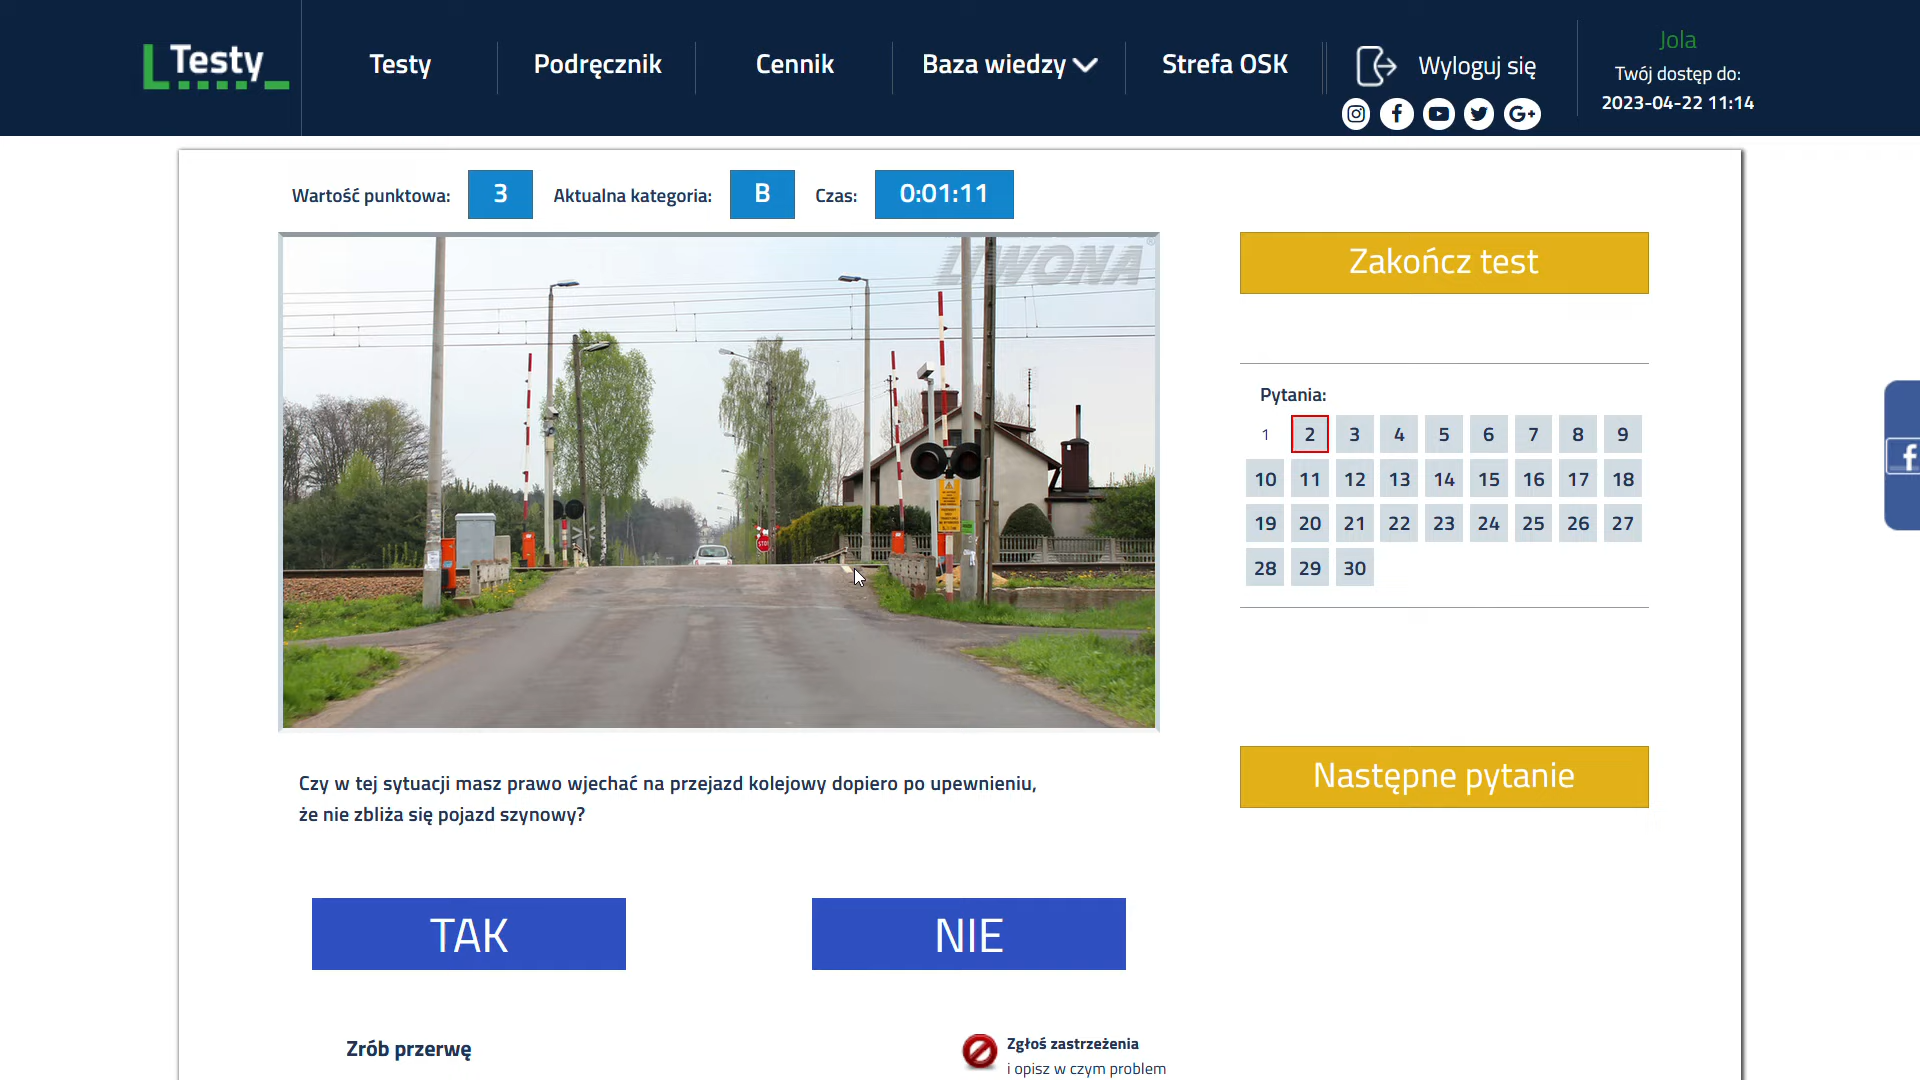 Testy
Testy
Podręcznik
Cennik
Baza wiedzy
Strefa OSK
Wyloguj się
Jola
Twój dostęp do:
2023-04-22 11:14
Wartość punktowa: 3 Aktualna kategoria: B Czas: 0:01:11
Zakończ test
Pytania:
1 2 3 4 5 6 7 8 9
10 11 12 13 14 15 16 17 18
19 20 21 22 23 24 25 26 27
28 29 30
STOP
Następne pytanie
Czy w tej sytuacji masz prawo wjechać na przejazd kolejowy dopiero po upewnieniu,
że nie zbliża się pojazd szynowy?
TAK
NIE
Zrób przerwę
Zgłoś zastrzeżenia
i opisz w czym problem